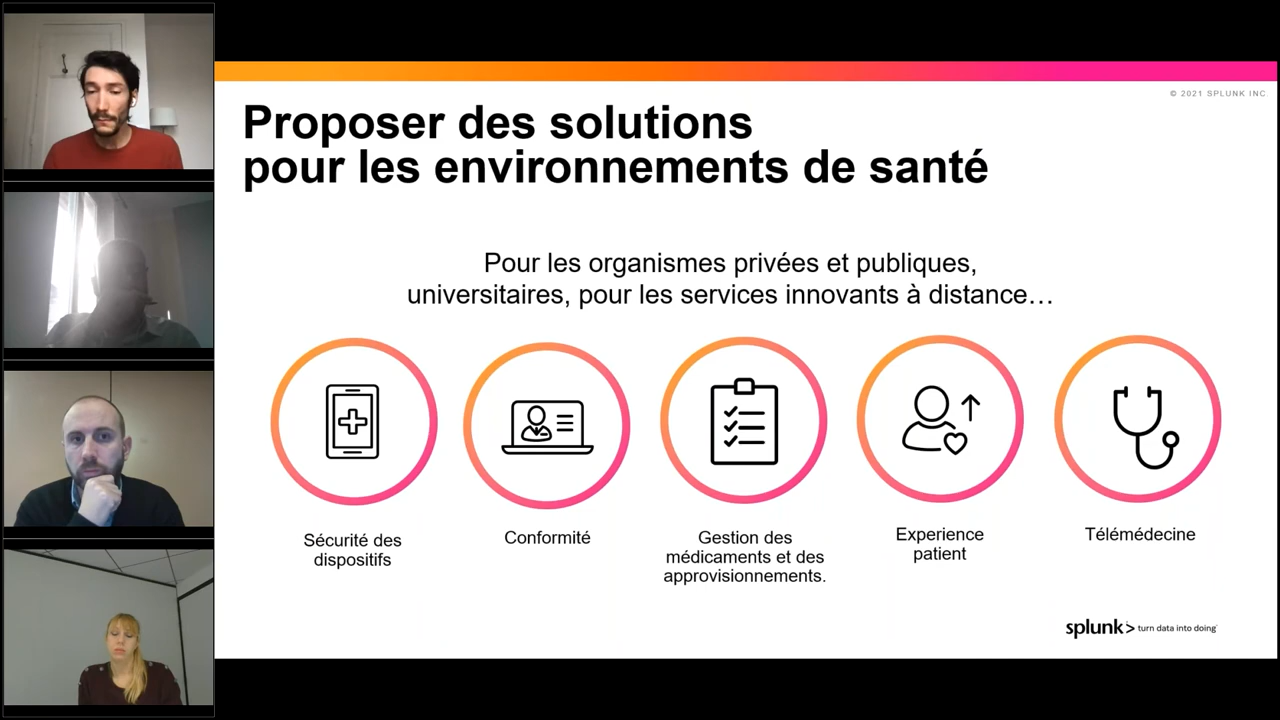 © 2021 SPLUNK INC
Proposer des solutions
pour les environnements de santé
Pour les organismes privées et publiques,
universitaires, pour les services innovants à distance…
Sécurité des
dispositifs
Conformité
Gestion des
médicaments et des
approvisionnements.
Experience
patient
Télémédecine
splunk> turn data into doing